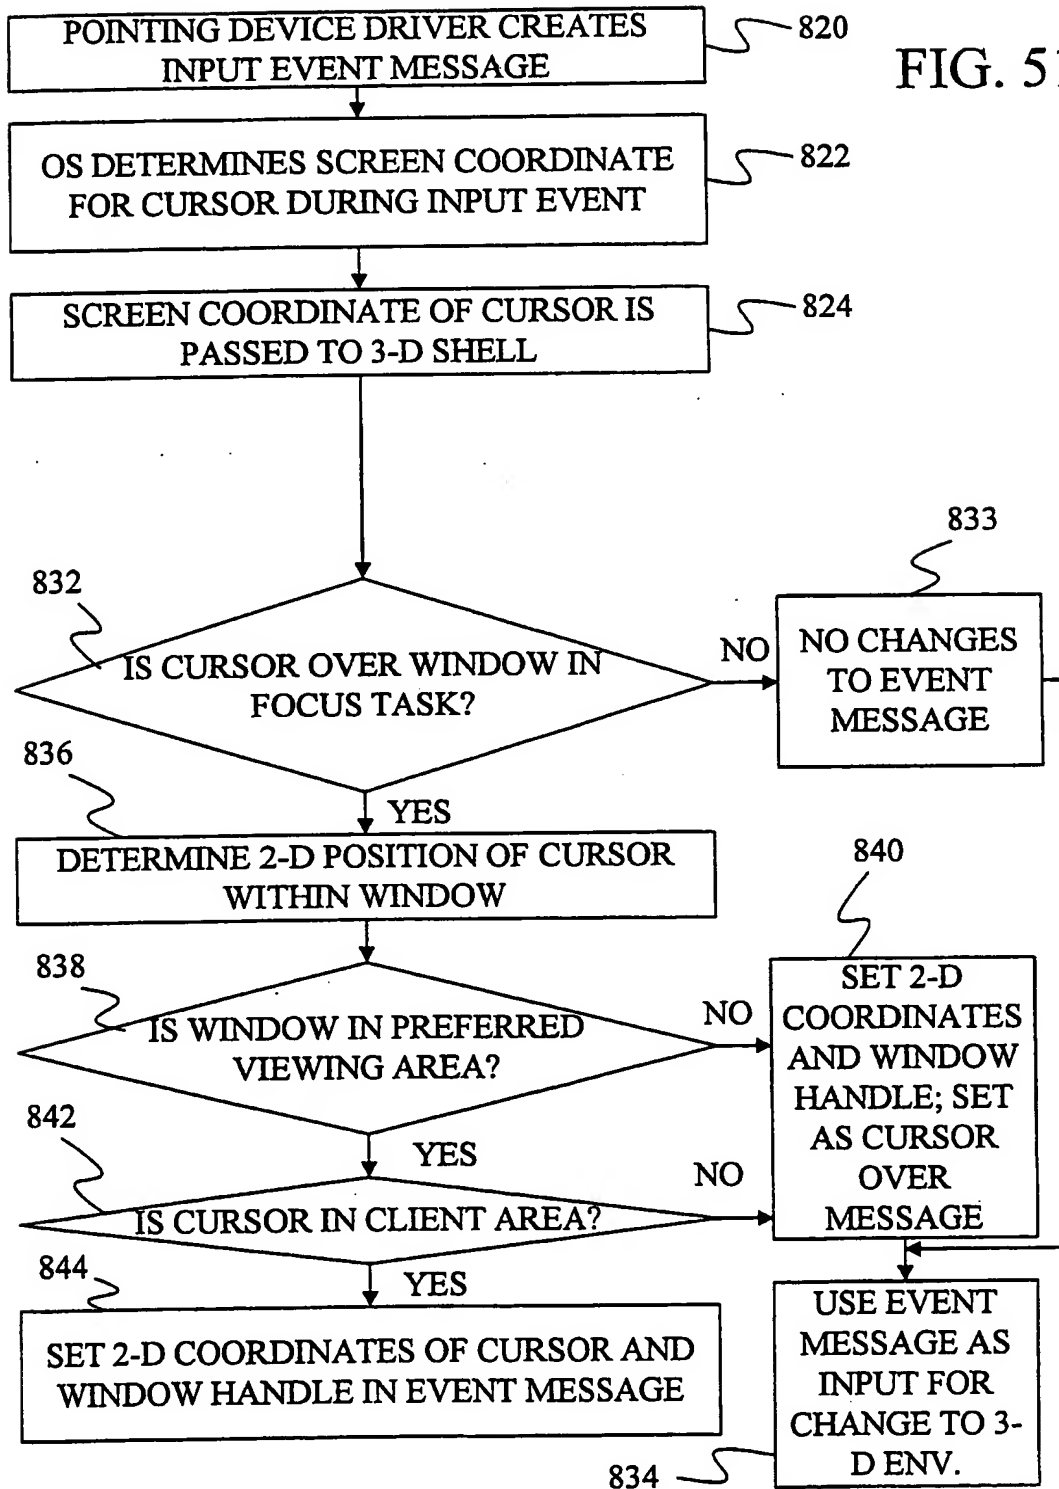 POINTING DEVICE DRIVER CREATES
INPUT EVENT MESSAGE
820
FIG. 51
OS DETERMINES SCREEN COORDINATE
FOR CURSOR DURING INPUT EVENT
822
SCREEN COORDINATE OF CURSOR IS
PASSED TO 3-D SHELL
824
832
IS CURSOR OVER WINDOW IN
FOCUS TASK?
NO
833
NO CHANGES
TO EVENT
MESSAGE
YES
836
DETERMINE 2-D POSITION OF CURSOR
WITHIN WINDOW
838
IS WINDOW IN PREFERRED
VIEWING AREA?
NO
840
SET 2-D
COORDINATES
AND WINDOW
HANDLE; SET
AS CURSOR
OVER
MESSAGE
YES
842
IS CURSOR IN CLIENT AREA?
NO
YES
844
SET 2-D COORDINATES OF CURSOR AND
WINDOW HANDLE IN EVENT MESSAGE
USE EVENT
MESSAGE AS
INPUT FOR
CHANGE TO 3-
D ENV.
834